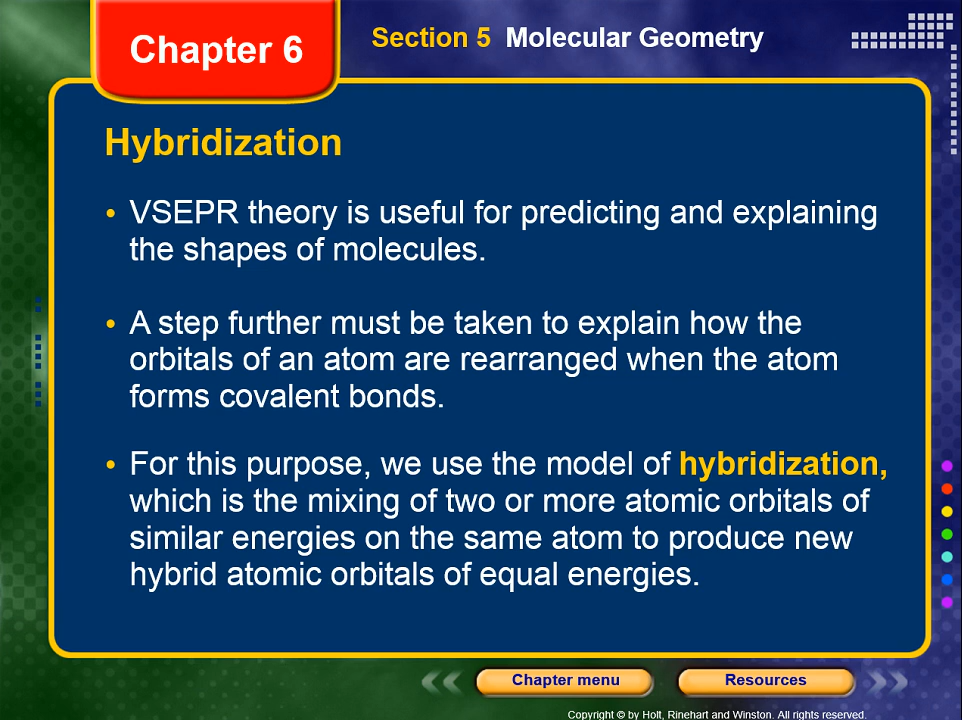 Chapter 6
Section 5 Molecular Geometry
Hybridization
• VSEPR theory is useful for predicting and explaining
the shapes of molecules.
• A step further must be taken to explain how the
orbitals of an atom are rearranged when the atom
forms covalent bonds.
• For this purpose, we use the model of hybridization,
which is the mixing of two or more atomic orbitals of
similar energies on the same atom to produce new
hybrid atomic orbitals of equal energies.
Chapter menu
Resources
Copyright © by Holt, Rinehart and Winston. All rights reserved.